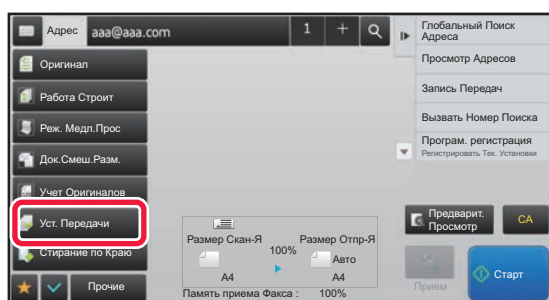 Адрес aaa@aaa.com 1 +
Оригинал
Работа Строит
Реж. Медл.Прос
Док.Смеш.Разм.
Учет Оригиналов
Уст. Передачи
Стирание по Краю
Прочие
Размер Скан-Я 100% Размер Отпр-Я
Авто
A4 A4
Память приема Факса : 100%
Глобальный Поиск
Адреса
Просмотр Адресов
Запись Передач
Вызвать Номер Поиска
Програм. регистрация
Регистрировать Тек. Установки
Предварит.
Просмотр
CA
Прием
Старт